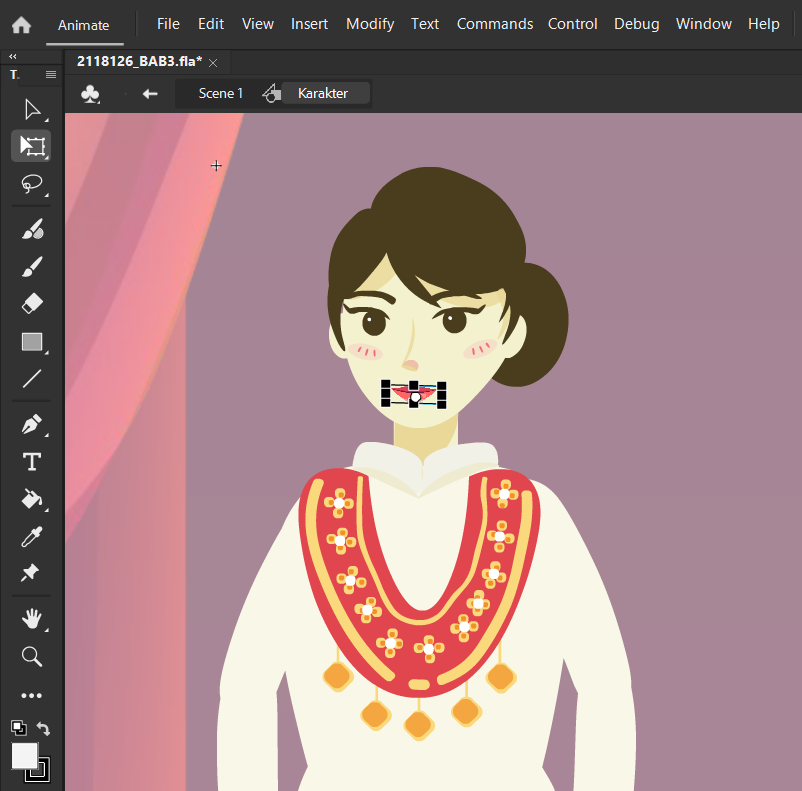 Animate
File Edit View Insert Modify Text Commands Control Debug Window Help
2118126_BAB3.fla*
Scene 1
Karakter